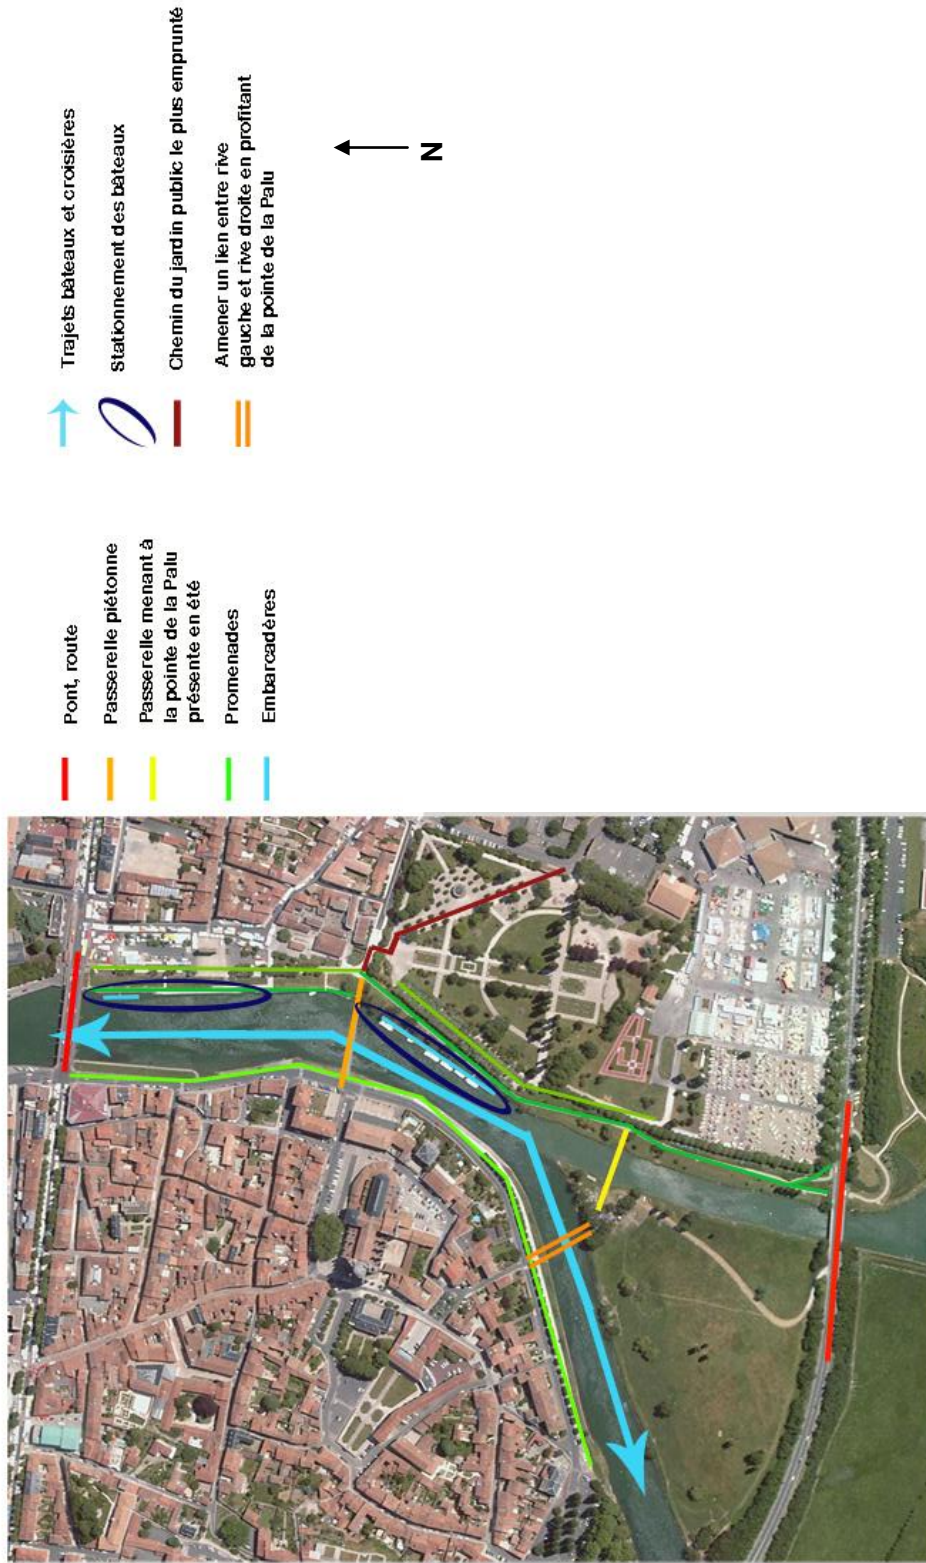 Pont, route
Passerelle piétonne
Passerelle menant à
la pointe de la Palu
présente en été
Promenades
Embarcadères
Trajets bâteaux et croisières
Stationnement des bâteaux
Chemin du jardin public le plus emprunté
Amener un lien entre rive
gauche et rive droite en profitant
de la pointe de la Palu
N